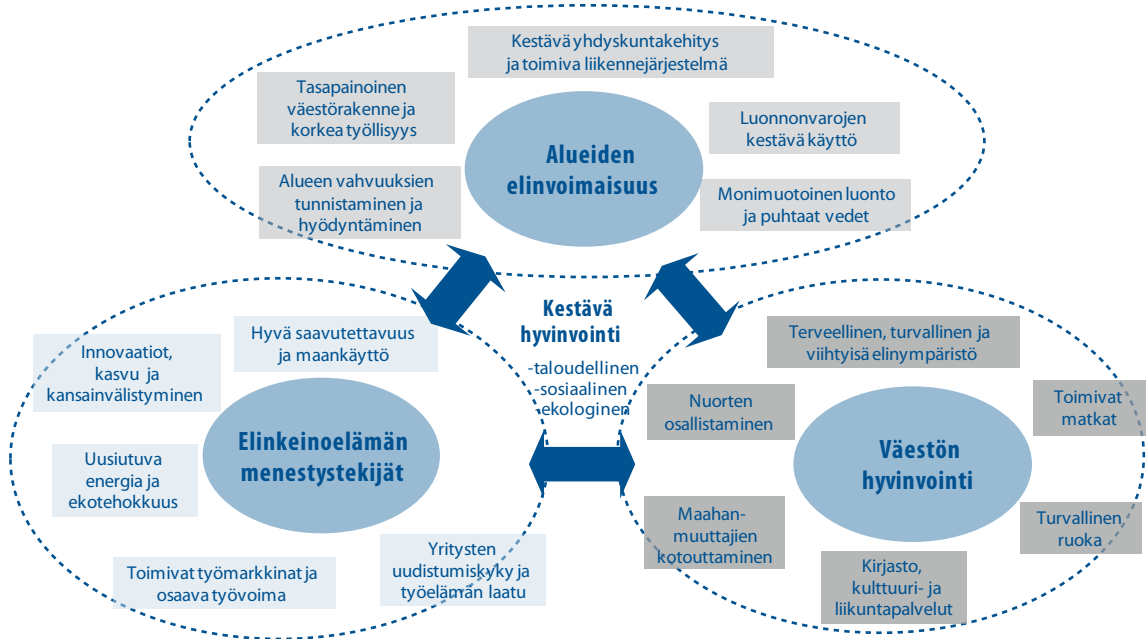 Kestävä yhdyskuntakehitys
ja toimiva liikennejärjestelmä
Tasapainoinen
väestörakenne ja
korkea työllisyys
Luonnonvarojen
kestävä käyttö
Alueiden
elinvoimaisuus
Alueen vahvuuksien
tunnistaminen ja
hyödyntäminen
Monimuotoinen luonto
ja puhtaat vedet
Kestävä
hyvinvointi
-taloudellinen
-sosiaalinen
-ekologinen
Hyvä saavutettavuus
ja maankäyttö
Innovaatiot,
kasvu ja
kansainvälistyminen
Elinkeinoelämän
menestystekijät
Uusiutuva
energia ja
ekotehokkuus
Toimivat työmarkkinat ja
osaava työvoima
Yritysten
uudistumiskyky ja
työelämän laatu
Terveellinen, turvallinen ja
viihtyisä elinympäristö
Nuorten
osallistaminen
Toimivat
matkat
Väestön
hyvinvointi
Maahan-
muuttajien
kotouttaminen
Turvallinen
ruoka
Kirjasto,
kulttuuri- ja
liikuntapalvelut